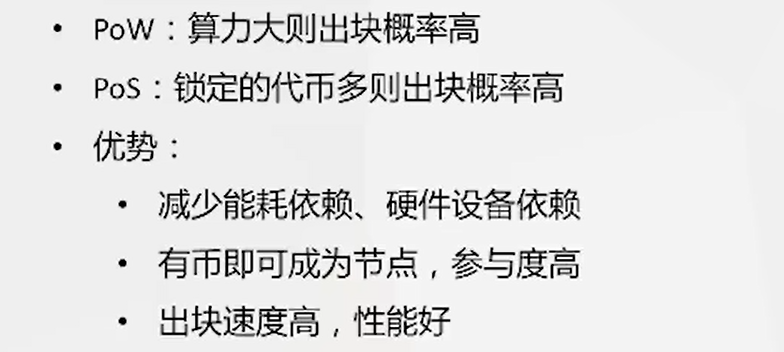 • PoW：算力大则出块概率高
• PoS：锁定的代币多则出块概率高
• 优势：
• 减少能耗依赖、硬件设备依赖
• 有币即可成为节点，参与度高
• 出块速度高，性能好